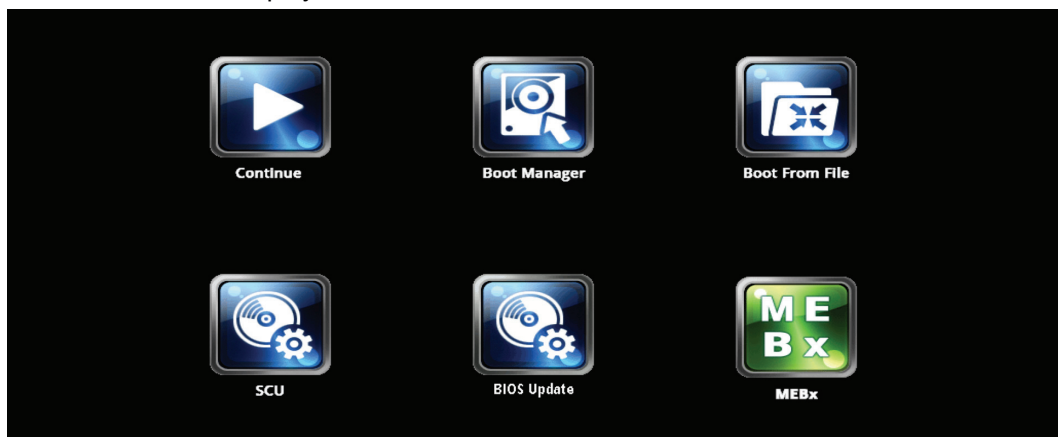 Continue
Boot Manager
Boot From File
M E
B x
SCU
BIOS Update
MEBx